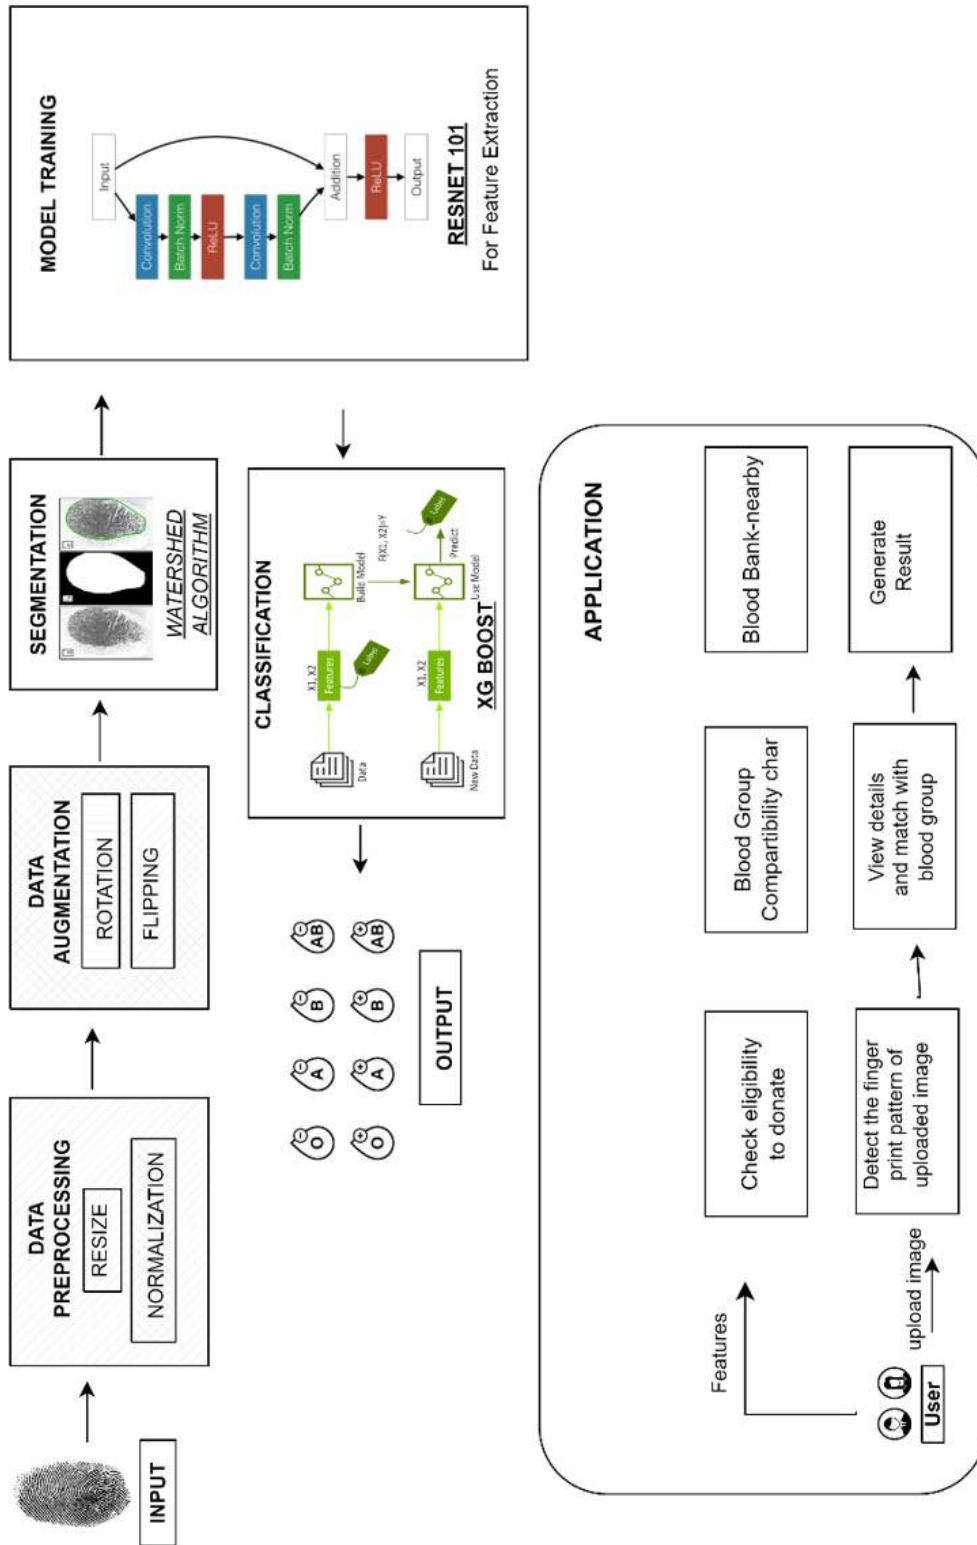 INPUT
DATA
PREPROCESSING
RESIZE
NORMALIZATION
DATA
AUGMENTATION
ROTATION
FLIPPING
SEGMENTATION
WATERSHED
ALGORITHM
MODEL TRAINING
Input
Convolution
Batch Norm
ReLU
Convolution
Batch Norm
Addition
ReLU
Output
RESNET 101
For Feature Extraction
CLASSIFICATION
Data
X1, X2
Features
Label
Build Model
F(X1, X2)=Y
New Data
X1, X2
Features
Use Model
Predict
Label
XG BOOST
O A B AB
O A B AB
OUTPUT
APPLICATION
Features
Check eligibility
to donate
Blood Group
Compartibility char
Blood Bank-nearby
User
upload image
Detect the finger
print pattern of
uploaded image
View details
and match with
blood group
Generate
Result